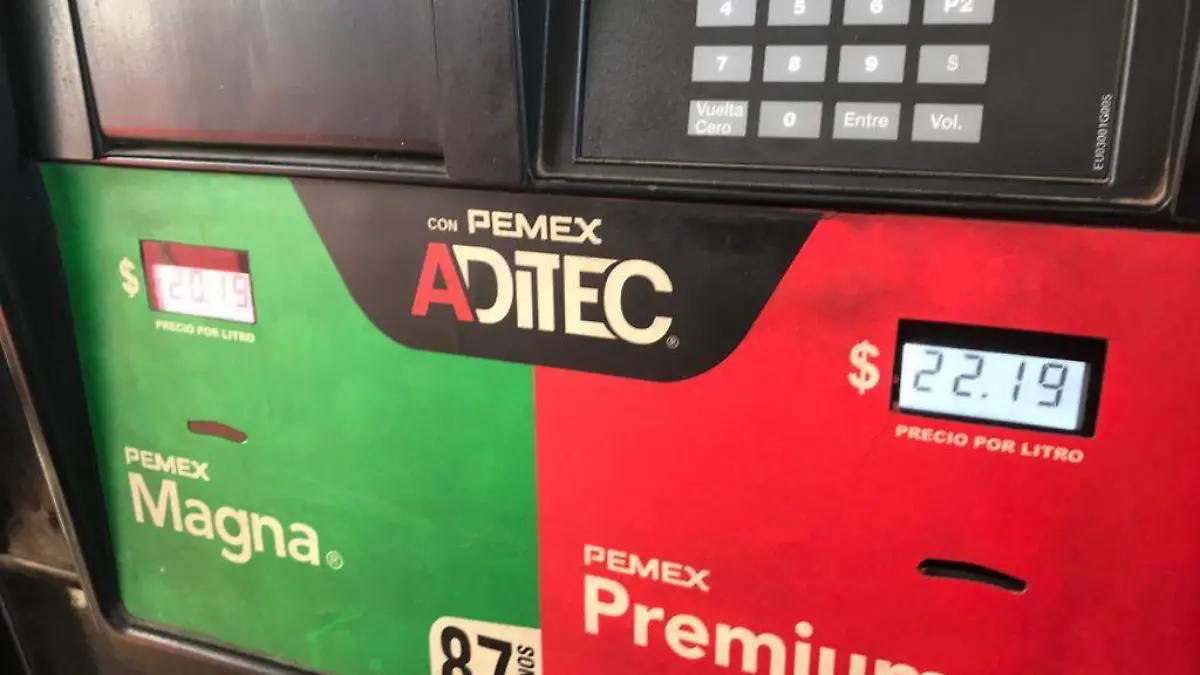 4 5 6 P2
7 8 9 $
Vuelta
Cero 0 Entre Vol.
EU03001G005
CON PEMEX
ADITEC®
$ 20.19
PRECIO POR LITRO
$ 22.19
PRECIO POR LITRO
PEMEX
Magna®
PEMEX
Premium
87